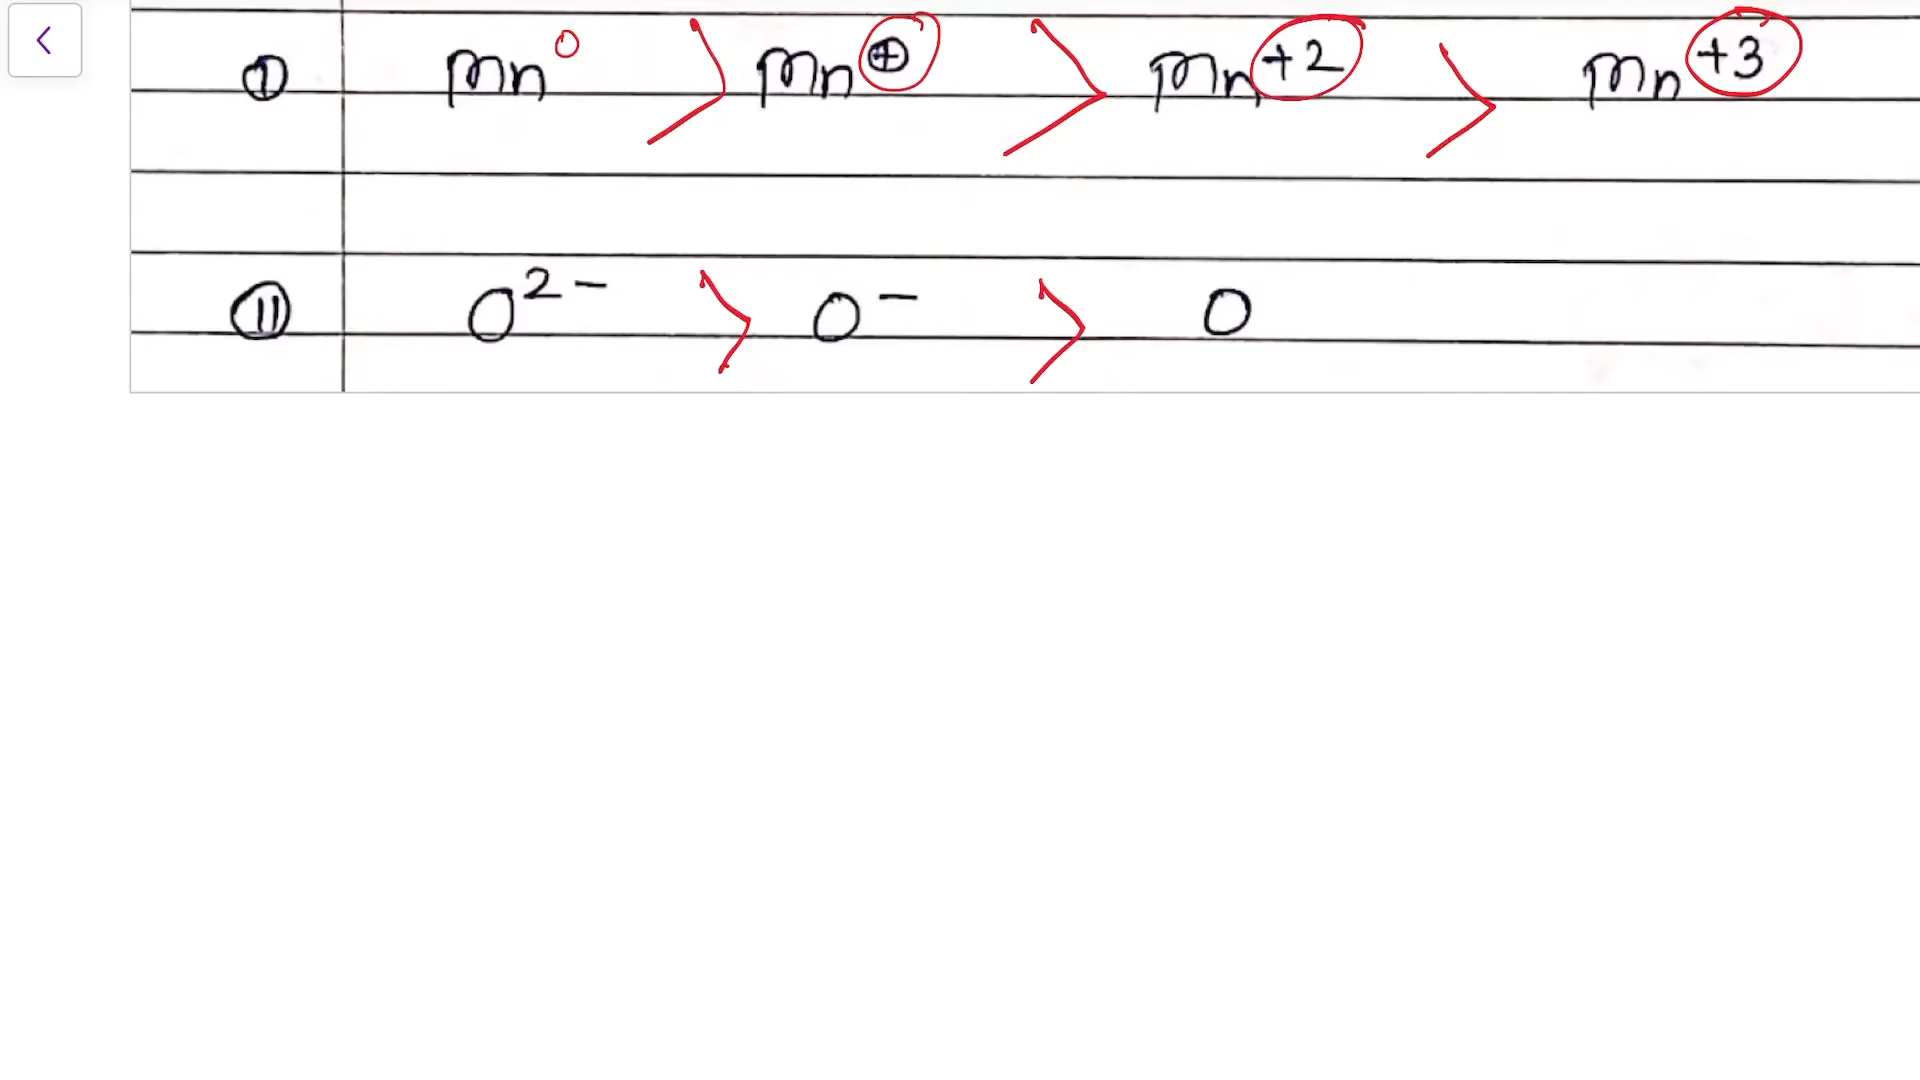 ① Mn⁰ > Mn⊕ > Mn⁺² > Mn⁺³
⑪ O²⁻ > O⁻ > O